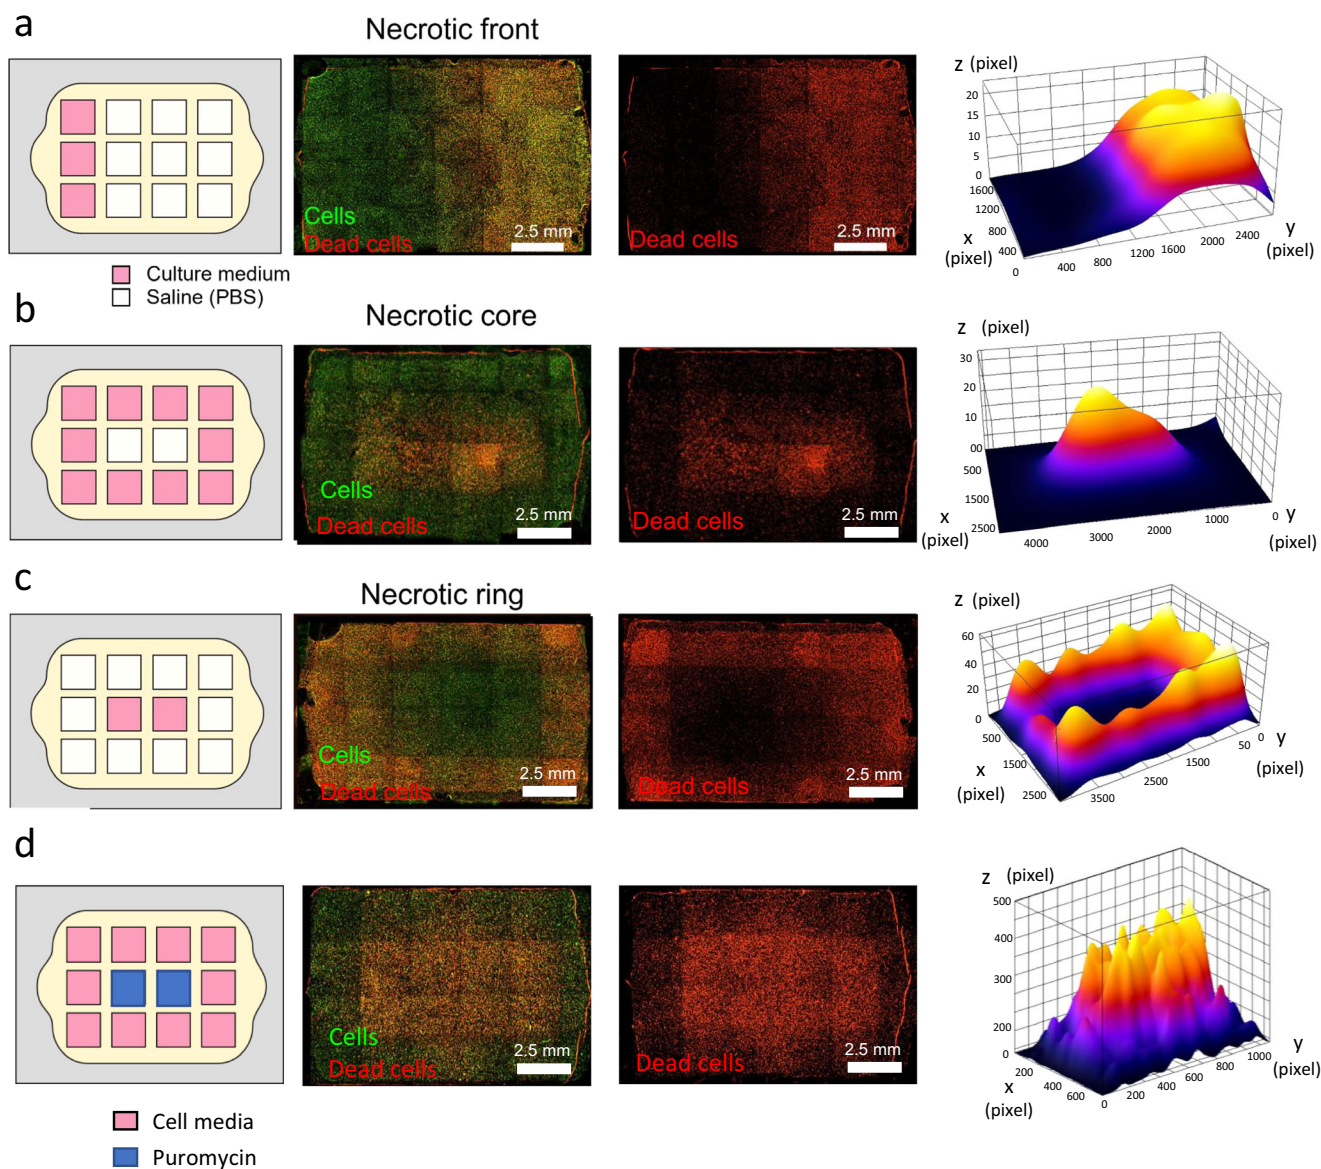 a
Necrotic front
Cells
Dead cells
2.5 mm
Dead cells
2.5 mm
z (pixel)
20
15
10
5
0
1600
1200
800
400
0
x
(pixel)
400
800
1200
1600
2000
2400
y
(pixel)
Culture medium
Saline (PBS)
b
Necrotic core
Cells
Dead cells
2.5 mm
Dead cells
2.5 mm
z (pixel)
30
20
10
00
500
1500
2500
x
(pixel)
4000
3000
2000
1000
0
y
(pixel)
c
Necrotic ring
Cells
Dead cells
2.5 mm
Dead cells
2.5 mm
z (pixel)
60
40
20
0
500
1500
2500
x
(pixel)
3500
2500
1500
50
0
y
(pixel)
d
Cells
Dead cells
2.5 mm
Dead cells
2.5 mm
z (pixel)
500
400
300
200
0
200
400
600
x
(pixel)
0
200
400
600
800
1000
y
(pixel)
Cell media
Puromycin